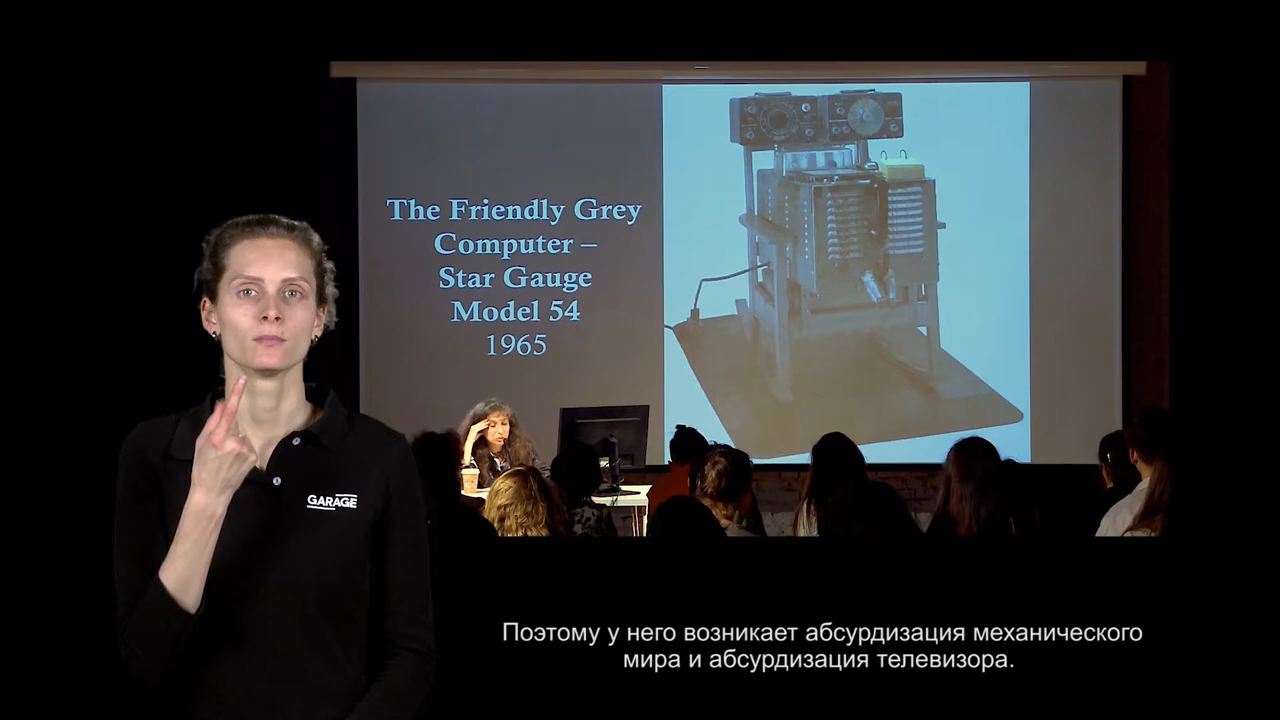 The Friendly Grey
Computer –
Star Gauge
Model 54
1965
GARAGE
Поэтому у него возникает абсурдизация механического
мира и абсурдизация телевизора.